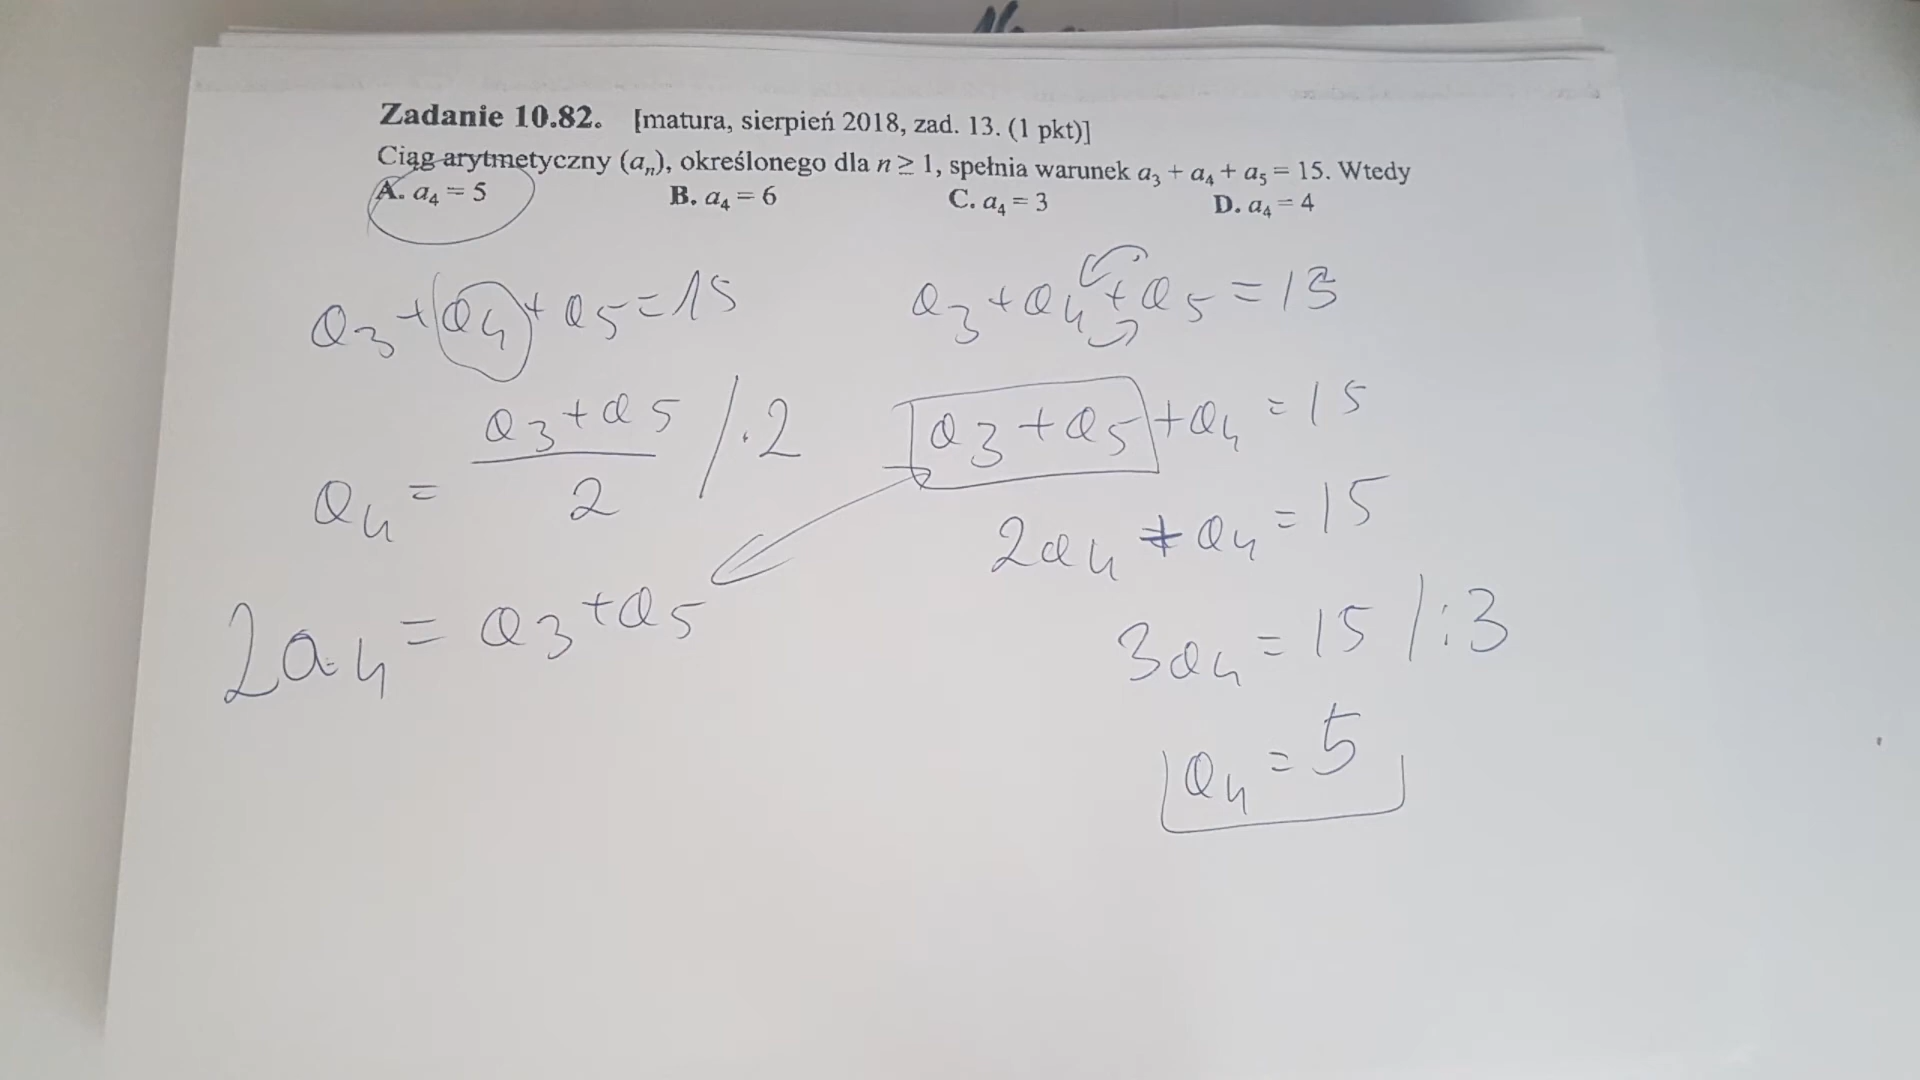 Zadanie 10.82. [matura, sierpień 2018, zad. 13. (1 pkt)]
Ciąg arytmetyczny (aₙ), określonego dla n ≥ 1, spełnia warunek a₃ + a₄ + a₅ = 15. Wtedy
A. a₄ = 5 B. a₄ = 6 C. a₄ = 3 D. a₄ = 4
a₃ + a₄ + a₅ = 15
a₄ = (a₃ + a₅)/2 / · 2
2a₄ = a₃ + a₅
a₃ + a₄ + a₅ = 15
a₃ + a₅ + a₄ = 15
2a₄ + a₄ = 15
3a₄ = 15 / : 3
a₄ = 5